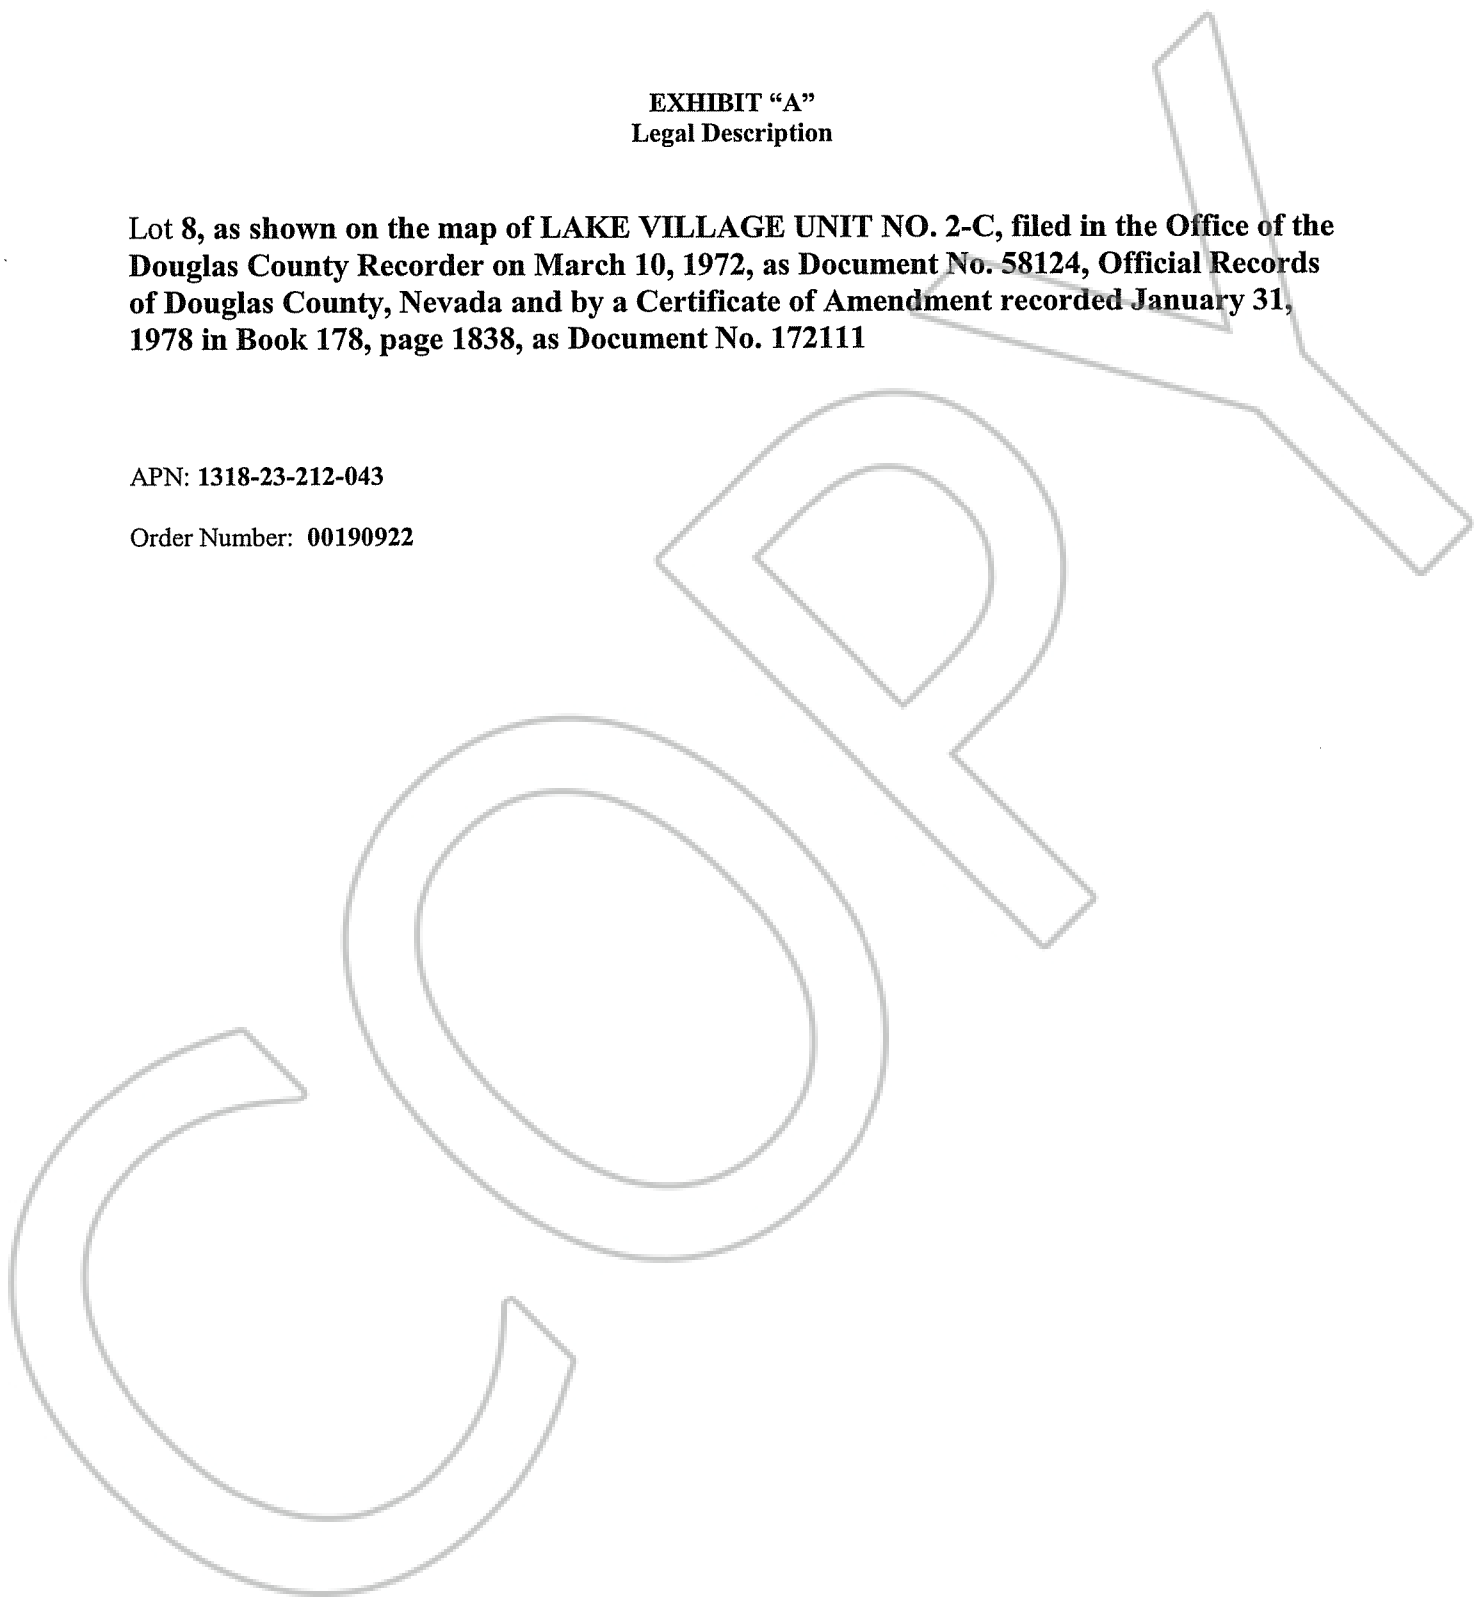 EXHIBIT “A”
Legal Description
Lot 8, as shown on the map of LAKE VILLAGE UNIT NO. 2-C, filed in the Office of the
Douglas County Recorder on March 10, 1972, as Document No. 58124, Official Records
of Douglas County, Nevada and by a Certificate of Amendment recorded January 31,
1978 in Book 178, page 1838, as Document No. 172111
APN: 1318-23-212-043
Order Number: 00190922
COPY